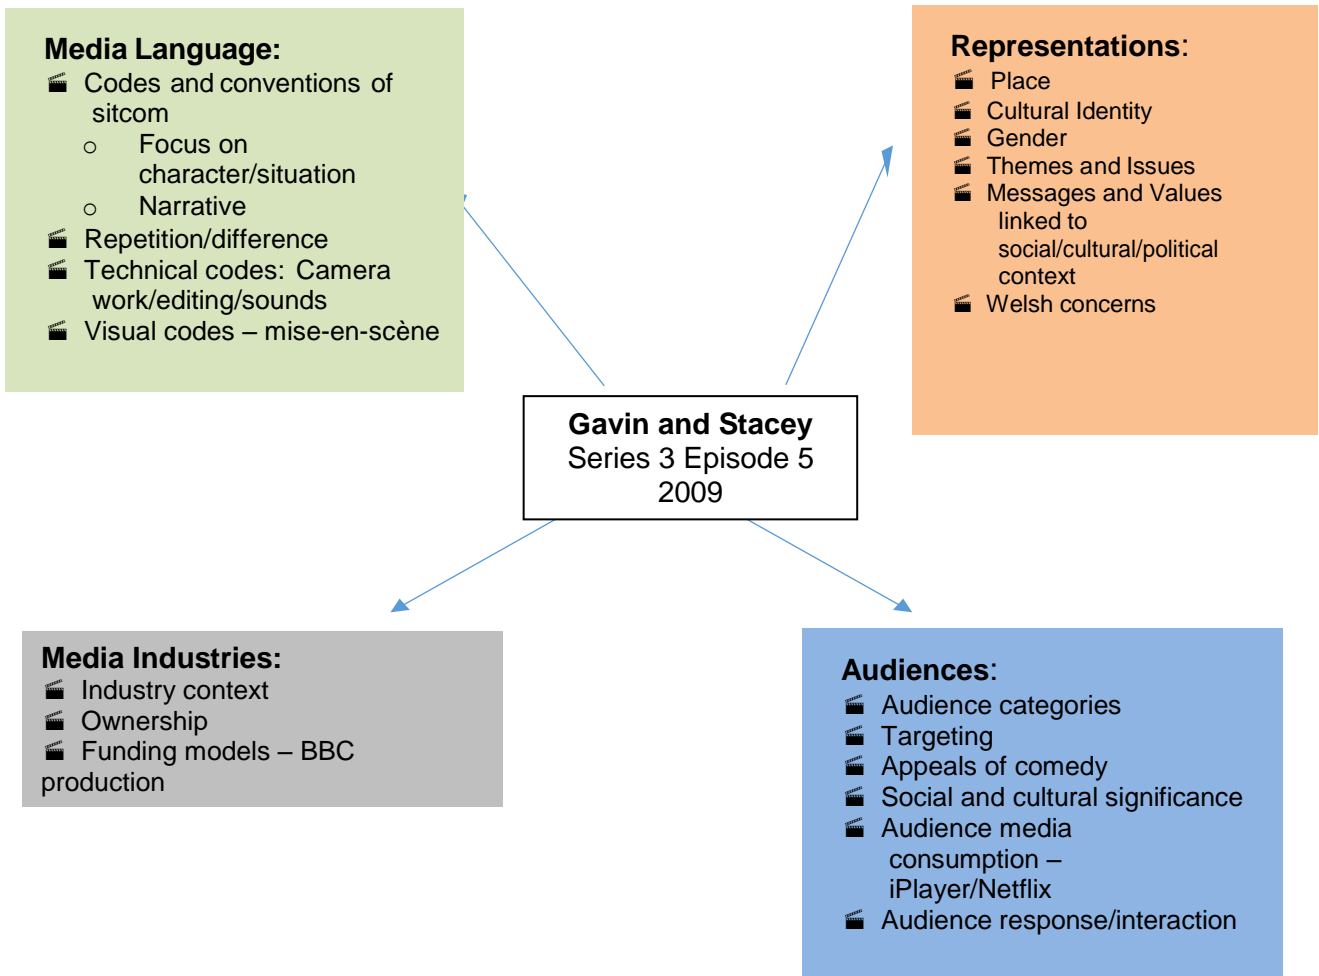 Media Language:
Codes and conventions of
sitcom
o Focus on
character/situation
o Narrative
Repetition/difference
Technical codes: Camera
work/editing/sounds
Visual codes – mise-en-scène
Representations:
Place
Cultural Identity
Gender
Themes and Issues
Messages and Values
linked to
social/cultural/political
context
Welsh concerns
Gavin and Stacey
Series 3 Episode 5
2009
Media Industries:
Industry context
Ownership
Funding models – BBC
production
Audiences:
Audience categories
Targeting
Appeals of comedy
Social and cultural significance
Audience media
consumption –
iPlayer/Netflix
Audience response/interaction